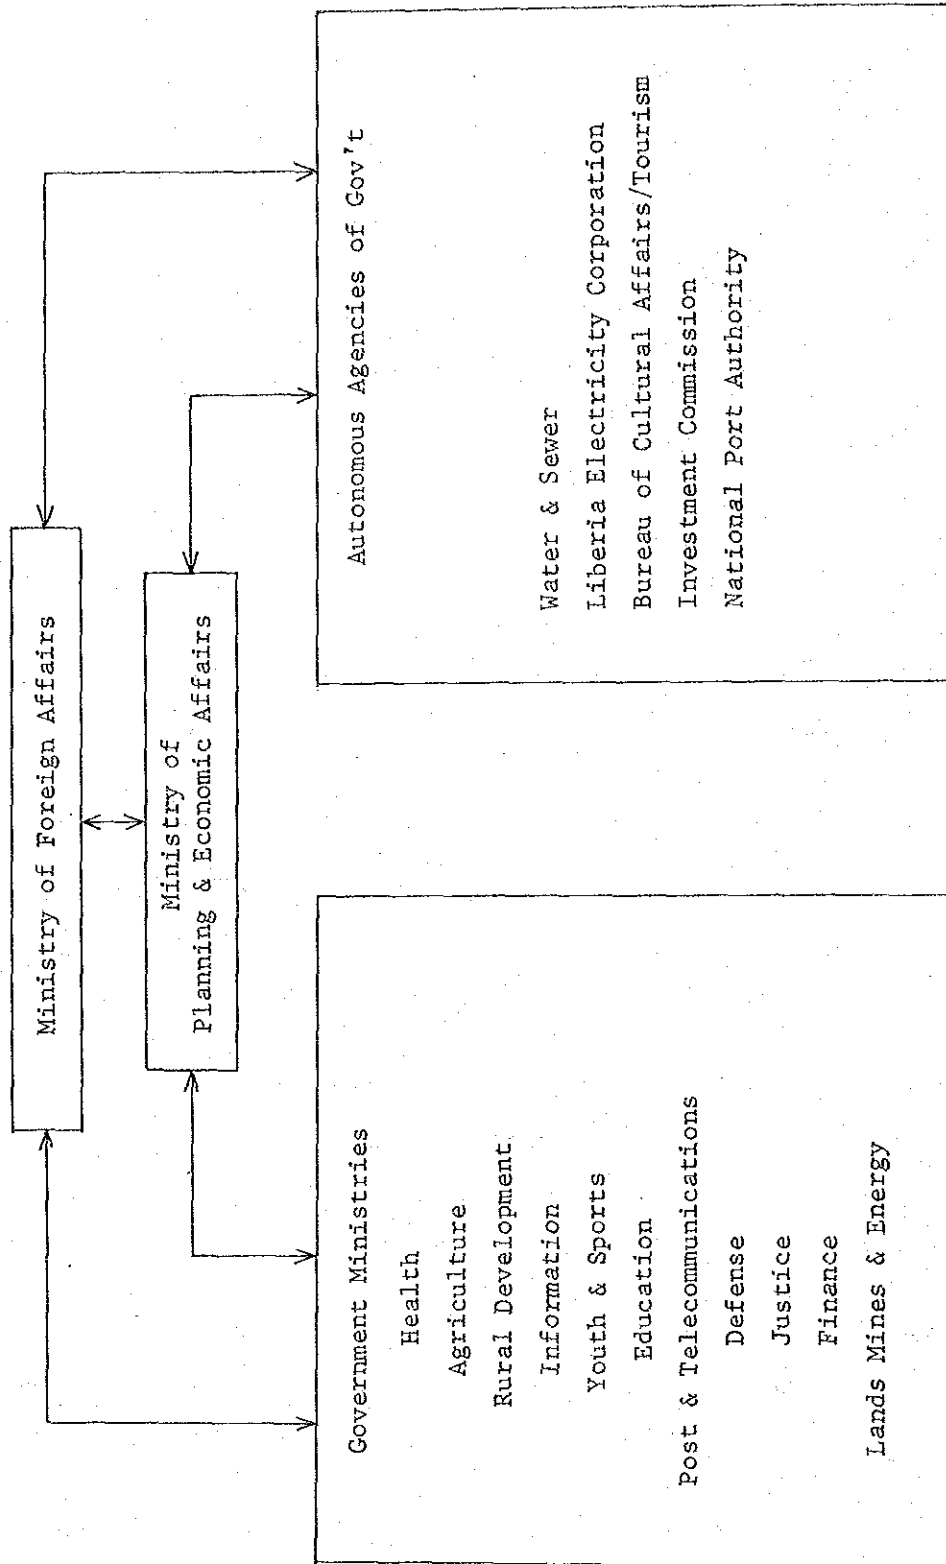 Ministry of Foreign Affairs
Ministry of
Planning & Economic Affairs
Government Ministries
Health
Agriculture
Rural Development
Information
Youth & Sports
Education
Post & Telecommunications
Defense
Justice
Finance
Lands Mines & Energy
Autonomous Agencies of Gov't
Water & Sewer
Liberia Electricity Corporation
Bureau of Cultural Affairs/Tourism
Investment Commission
National Port Authority